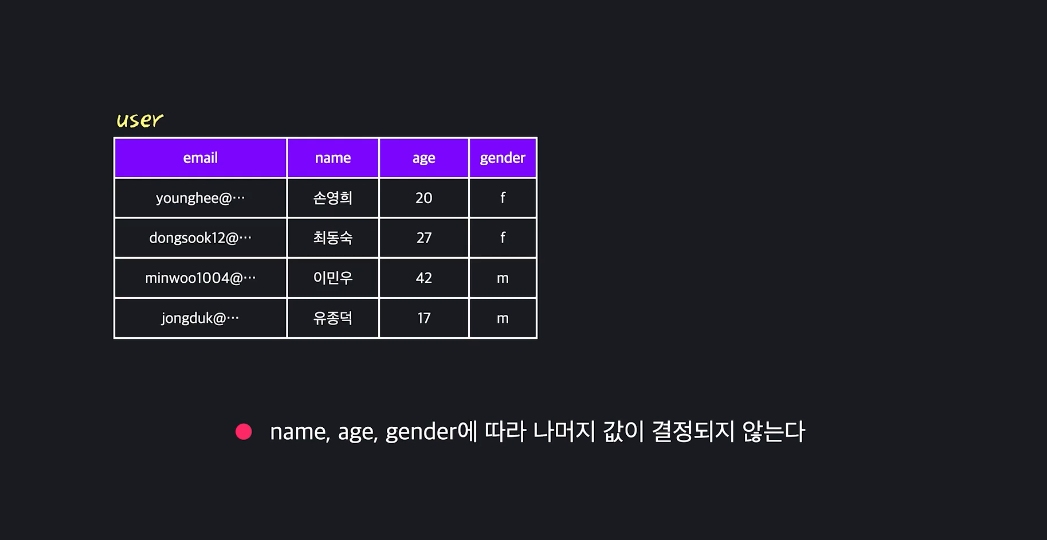 user
email name age gender
younghee@··· 손영희 20 f
dongsook12@··· 최동숙 27 f
minwoo1004@··· 이민우 42 m
jongduk@··· 유종덕 17 m
name, age, gender에 따라 나머지 값이 결정되지 않는다